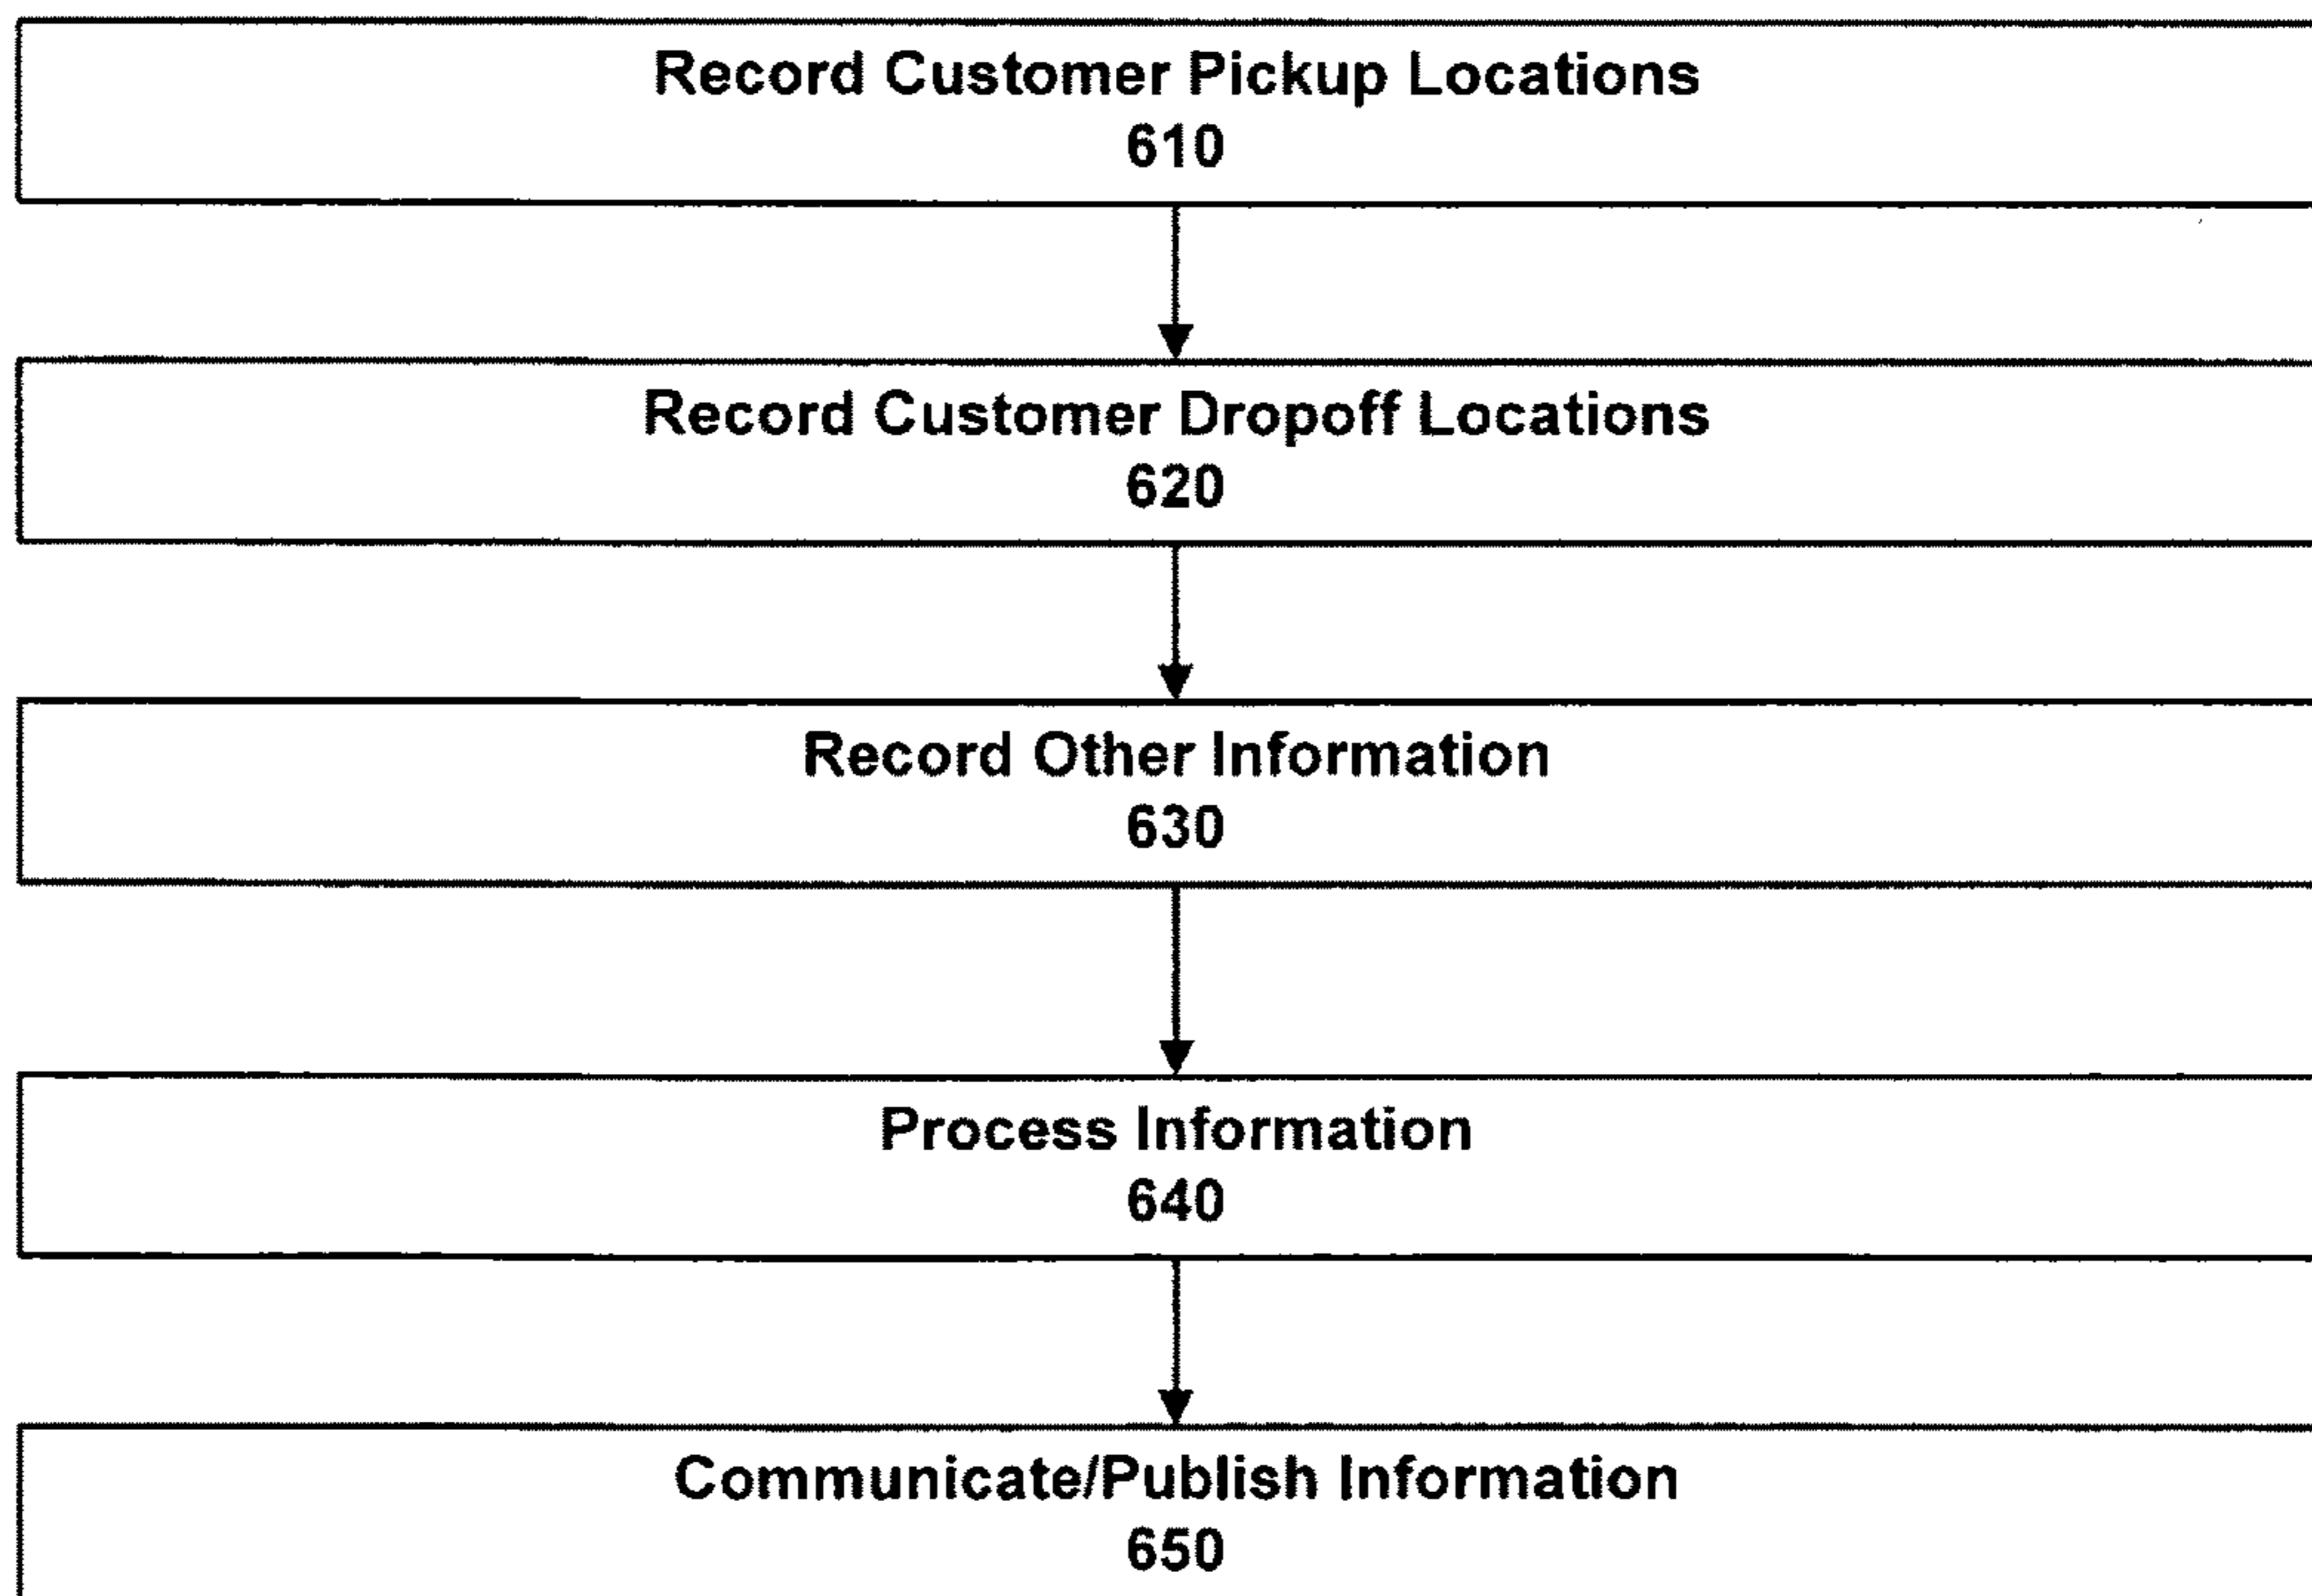 Record Customer Pickup Locations
610
Record Customer Dropoff Locations
620
Record Other Information
630
Process Information
640
Communicate/Publish Information
650